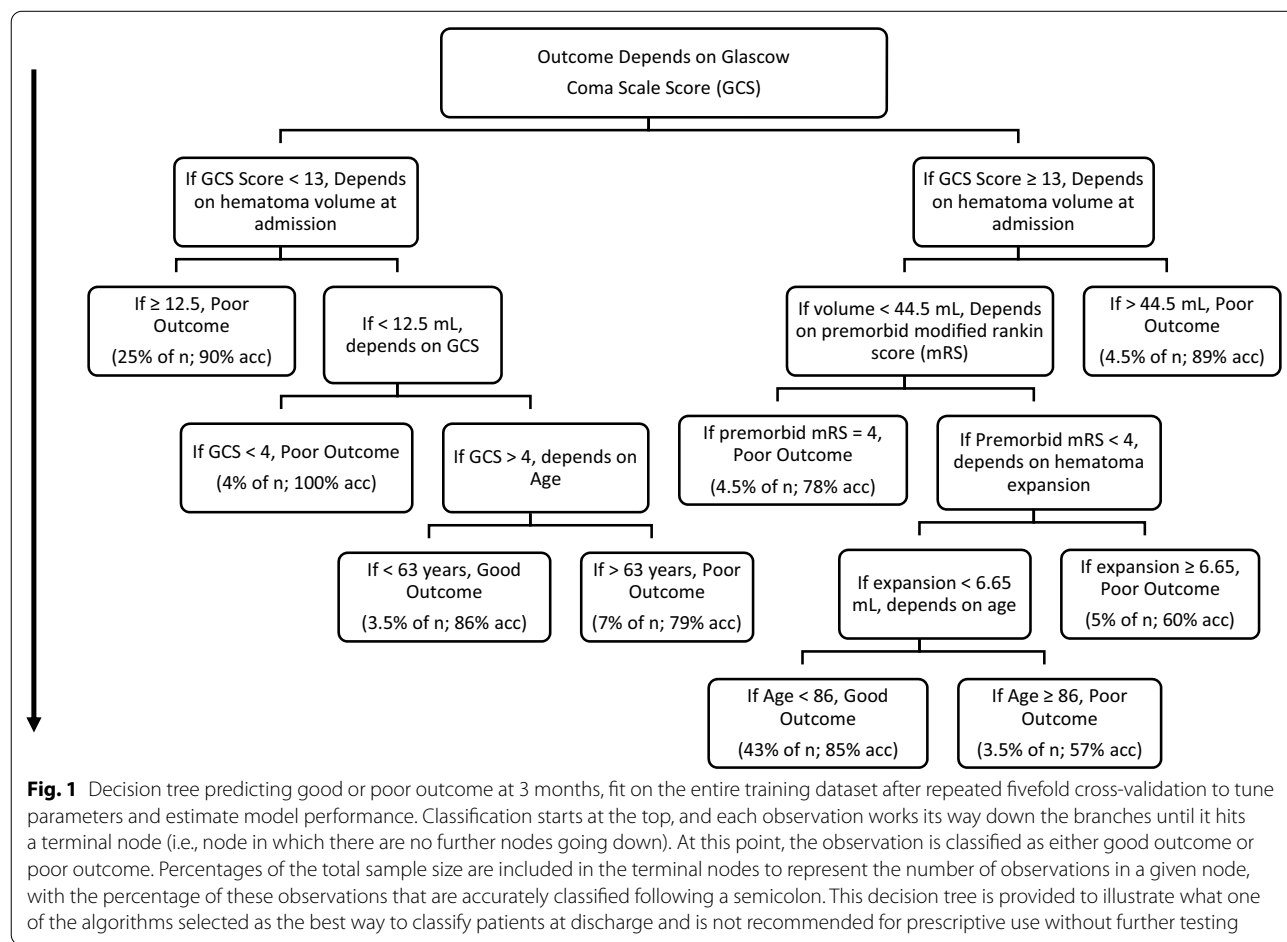 Outcome Depends on Glascow
Coma Scale Score (GCS)
If GCS Score < 13, Depends
on hematoma volume at
admission
If GCS Score ≥ 13, Depends
on hematoma volume at
admission
If ≥ 12.5, Poor
Outcome
(25% of n; 90% acc)
If < 12.5 mL,
depends on GCS
If volume < 44.5 mL, Depends
on premorbid modified rankin
score (mRS)
If > 44.5 mL, Poor
Outcome
(4.5% of n; 89% acc)
If GCS < 4, Poor Outcome
(4% of n; 100% acc)
If GCS > 4, depends on
Age
If premorbid mRS = 4,
Poor Outcome
(4.5% of n; 78% acc)
If Premorbid mRS < 4,
depends on hematoma
expansion
If < 63 years, Good
Outcome
(3.5% of n; 86% acc)
If > 63 years, Poor
Outcome
(7% of n; 79% acc)
If expansion < 6.65
mL, depends on age
If expansion ≥ 6.65,
Poor Outcome
(5% of n; 60% acc)
If Age < 86, Good
Outcome
(43% of n; 85% acc)
If Age ≥ 86, Poor
Outcome
(3.5% of n; 57% acc)
Fig. 1 Decision tree predicting good or poor outcome at 3 months, fit on the entire training dataset after repeated fivefold cross-validation to tune
parameters and estimate model performance. Classification starts at the top, and each observation works its way down the branches until it hits
a terminal node (i.e., node in which there are no further nodes going down). At this point, the observation is classified as either good outcome or
poor outcome. Percentages of the total sample size are included in the terminal nodes to represent the number of observations in a given node,
with the percentage of these observations that are accurately classified following a semicolon. This decision tree is provided to illustrate what one
of the algorithms selected as the best way to classify patients at discharge and is not recommended for prescriptive use without further testing